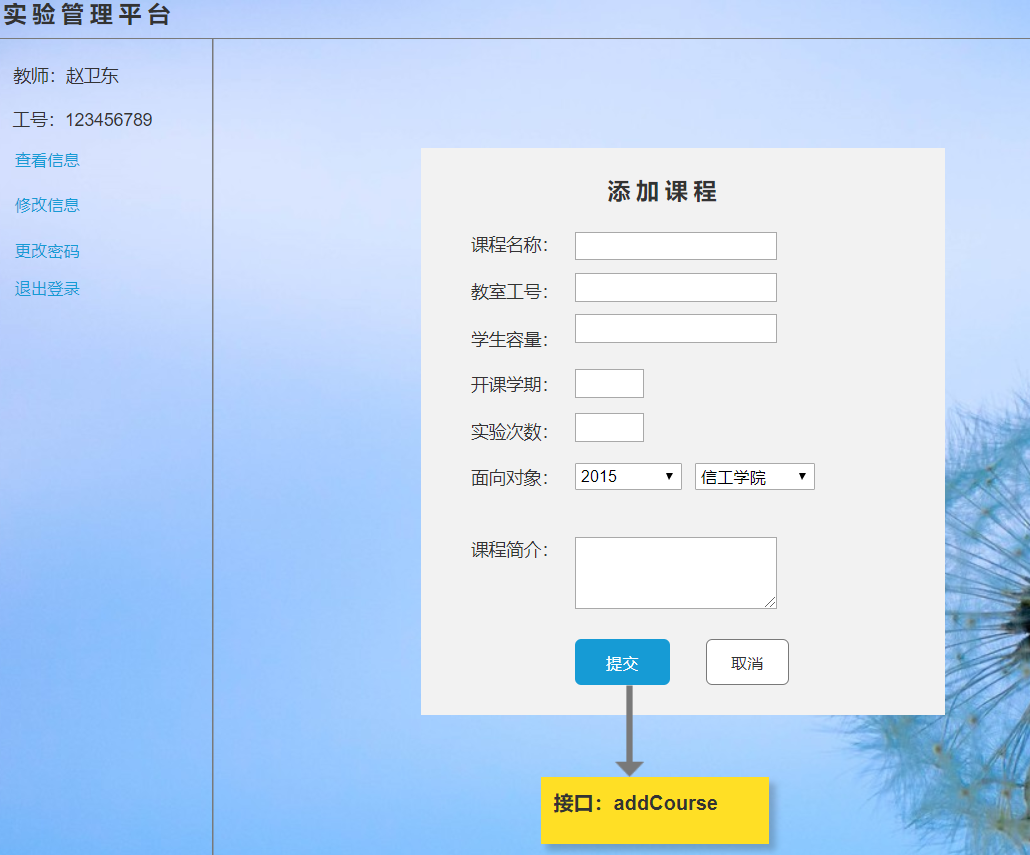 实验管理平台
教师：赵卫东
工号：123456789
查看信息
修改信息
更改密码
退出登录
添加课程
课程名称：
教室工号：
学生容量：
开课学期：
实验次数：
面向对象： 2015 信工学院
课程简介：
提交 取消
接口：addCourse